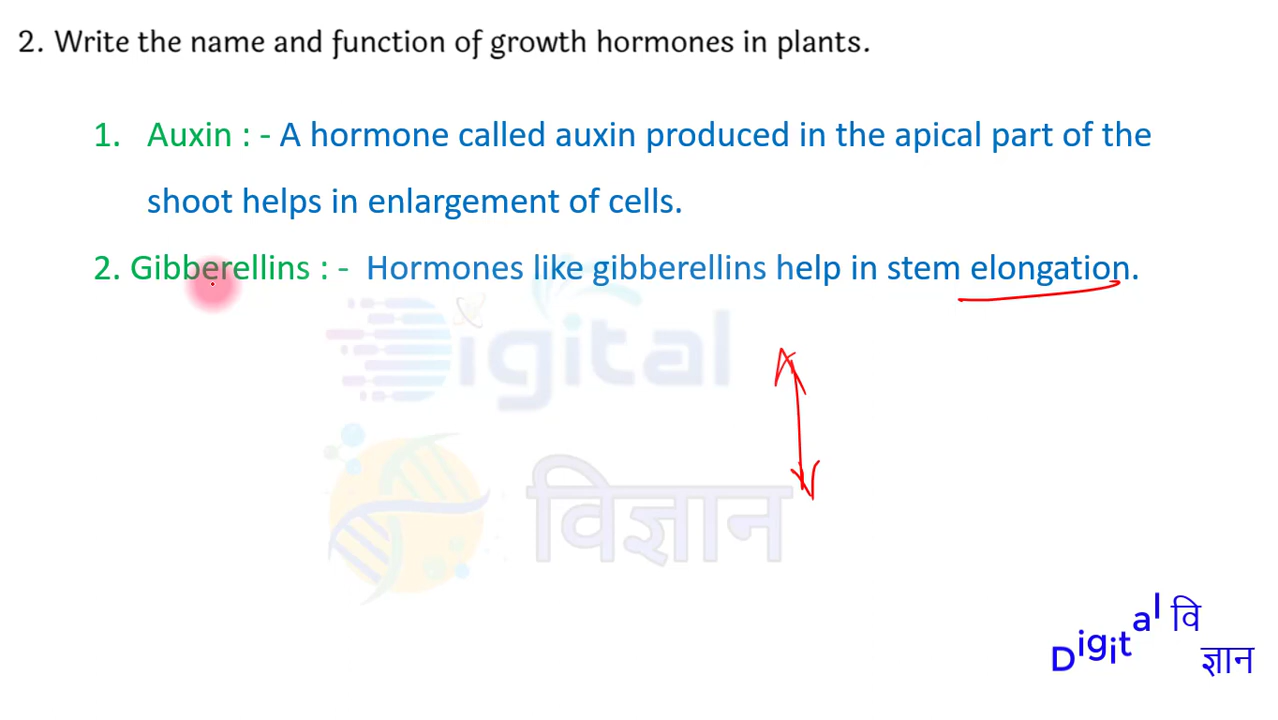 2. Write the name and function of growth hormones in plants.
1. Auxin : - A hormone called auxin produced in the apical part of the
shoot helps in enlargement of cells.
2. Gibberellins : - Hormones like gibberellins help in stem elongation.
Digital
विज्ञान
Digital वि
ज्ञान